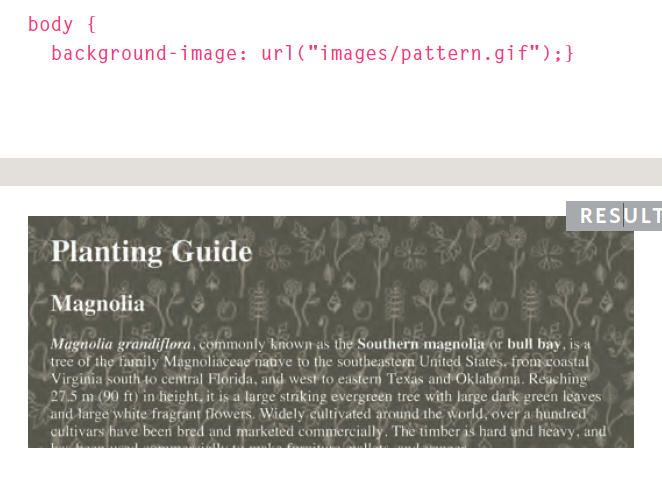 body {
background-image: url("images/pattern.gif");}
RESULT
Planting Guide
Magnolia
Magnolia grandiflora, commonly known as the Southern magnolia or bull bay, is a
tree of the family Magnoliaceae native to the southeastern United States, from coastal
Virginia south to central Florida, and west to eastern Texas and Oklahoma. Reaching
27.5 m (90 ft) in height, it is a large striking evergreen tree with large dark green leaves
and large white fragrant flowers. Widely cultivated around the world, over a hundred
cultivars have been bred and marketed commercially. The timber is hard and heavy, and